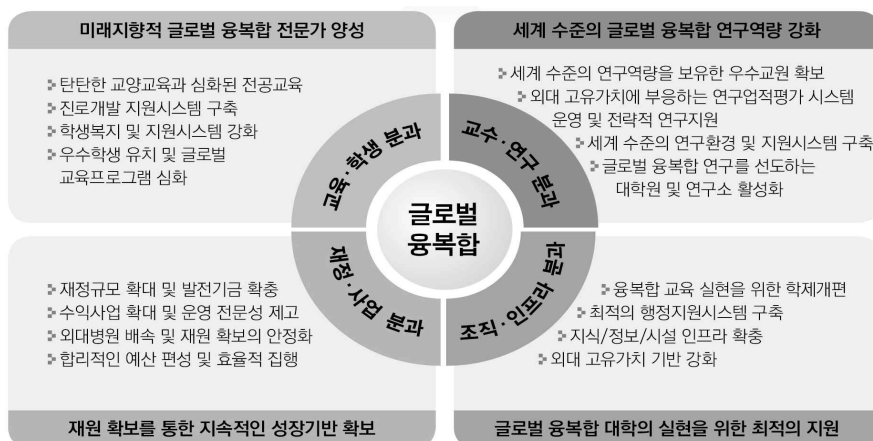 미래지향적 글로벌 융복합 전문가 양성
탄탄한 교양교육과 심화된 전공교육
진로개발 지원시스템 구축
학생복지 및 지원시스템 강화
우수학생 유치 및 글로벌
교육프로그램 심화
교육·학생 분과
세계 수준의 글로벌 융복합 연구역량 강화
세계 수준의 연구역량을 보유한 우수교원 확보
외대 고유가치에 부응하는 연구업적평가 시스템
운영 및 전략적 연구지원
세계 수준의 연구환경 및 지원시스템 구축
글로벌 융복합 연구를 선도하는
대학원 및 연구소 활성화
교수·연구 분과
글로벌
융복합
재정·사업 분과
재정규모 확대 및 발전기금 확충
수익사업 확대 및 운영 전문성 제고
외대병원 배속 및 재원 확보의 안정화
합리적인 예산 편성 및 효율적 집행
재원 확보를 통한 지속적인 성장기반 확보
조직·인프라 분과
융복합 교육 실현을 위한 학제개편
최적의 행정지원시스템 구축
지식/정보/시설 인프라 확충
외대 고유가치 기반 강화
글로벌 융복합 대학의 실현을 위한 최적의 지원